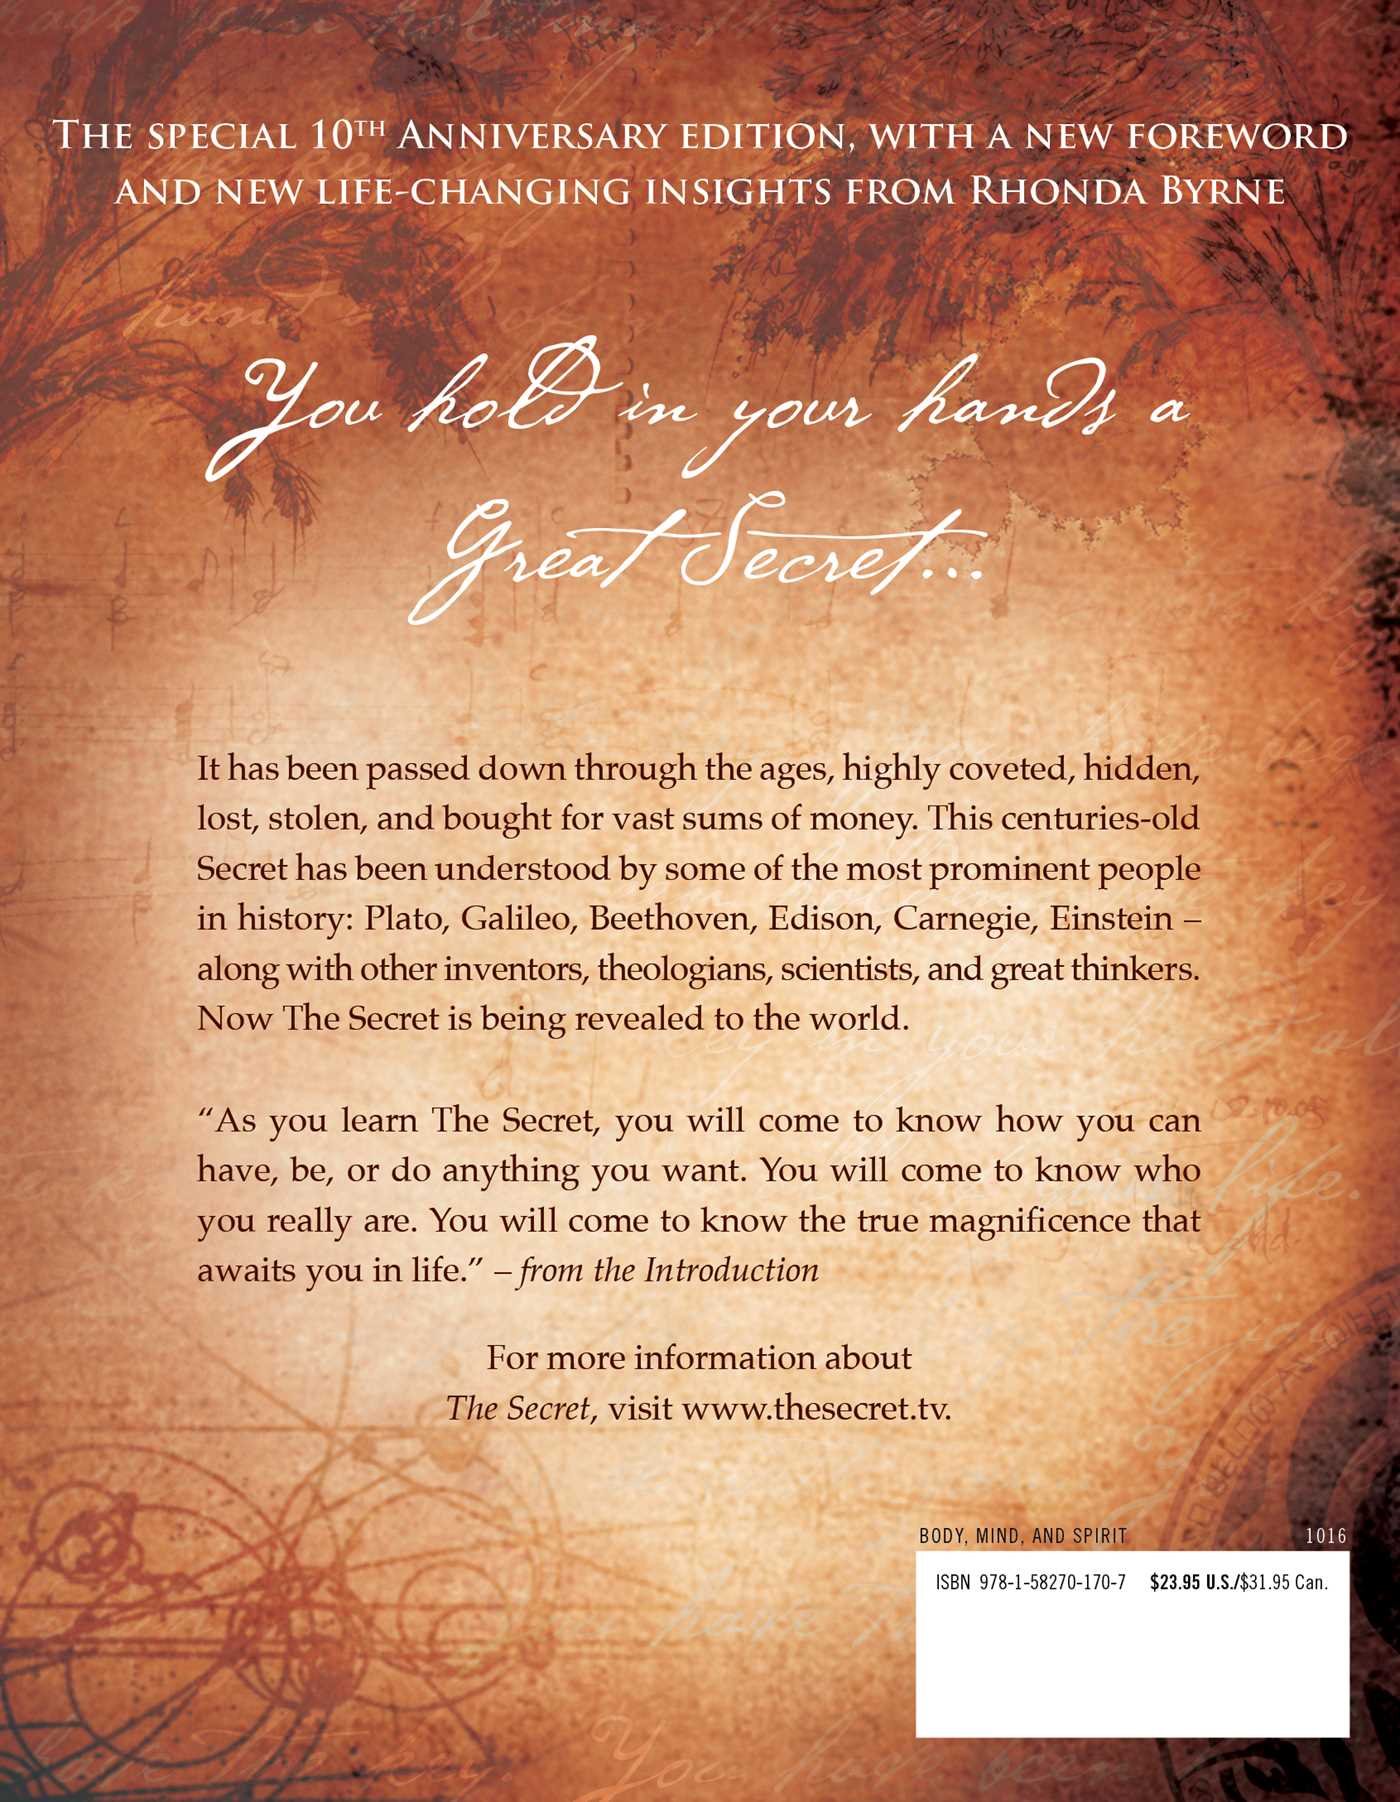 THE SPECIAL 10TH ANNIVERSARY EDITION, WITH A NEW FOREWORD
AND NEW LIFE-CHANGING INSIGHTS FROM RHONDA BYRNE
You hold in your hands a
Great Secret...
It has been passed down through the ages, highly coveted, hidden,
lost, stolen, and bought for vast sums of money. This centuries-old
Secret has been understood by some of the most prominent people
in history: Plato, Galileo, Beethoven, Edison, Carnegie, Einstein –
along with other inventors, theologians, scientists, and great thinkers.
Now The Secret is being revealed to the world.
“As you learn The Secret, you will come to know how you can
have, be, or do anything you want. You will come to know who
you really are. You will come to know the true magnificence that
awaits you in life.” – from the Introduction
For more information about
The Secret, visit www.thesecret.tv.
BODY, MIND, AND SPIRIT 1016
ISBN 978-1-58270-170-7 $23.95 U.S./$31.95 Can.